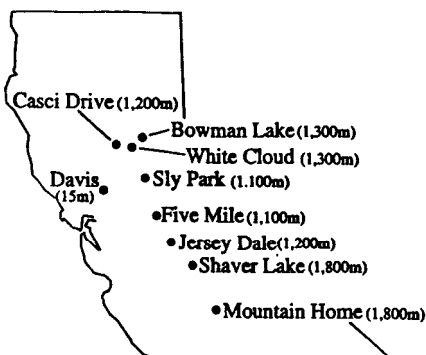 Casci Drive (1,200m)
Bowman Lake (1,300m)
White Cloud (1,300m)
Davis
(15m)
Sly Park (1.100m)
Five Mile (1,100m)
Jersey Dale (1,200m)
Shaver Lake (1,800m)
Mountain Home (1,800m)